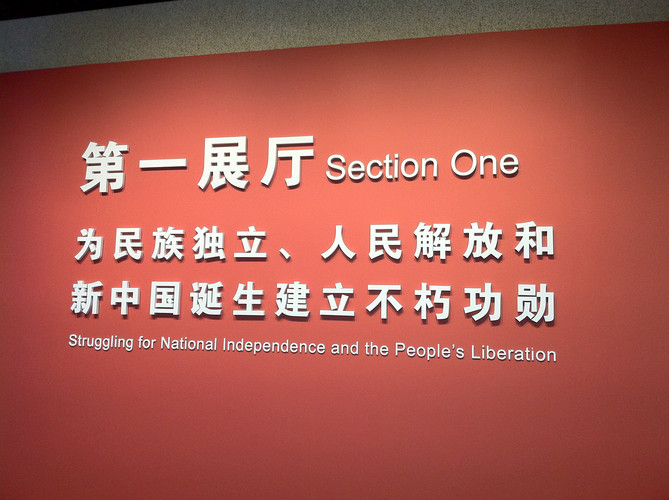 第一展厅 Section One
为民族独立、人民解放和
新中国诞生建立不朽功勋
Struggling for National Independence and the People's Liberation